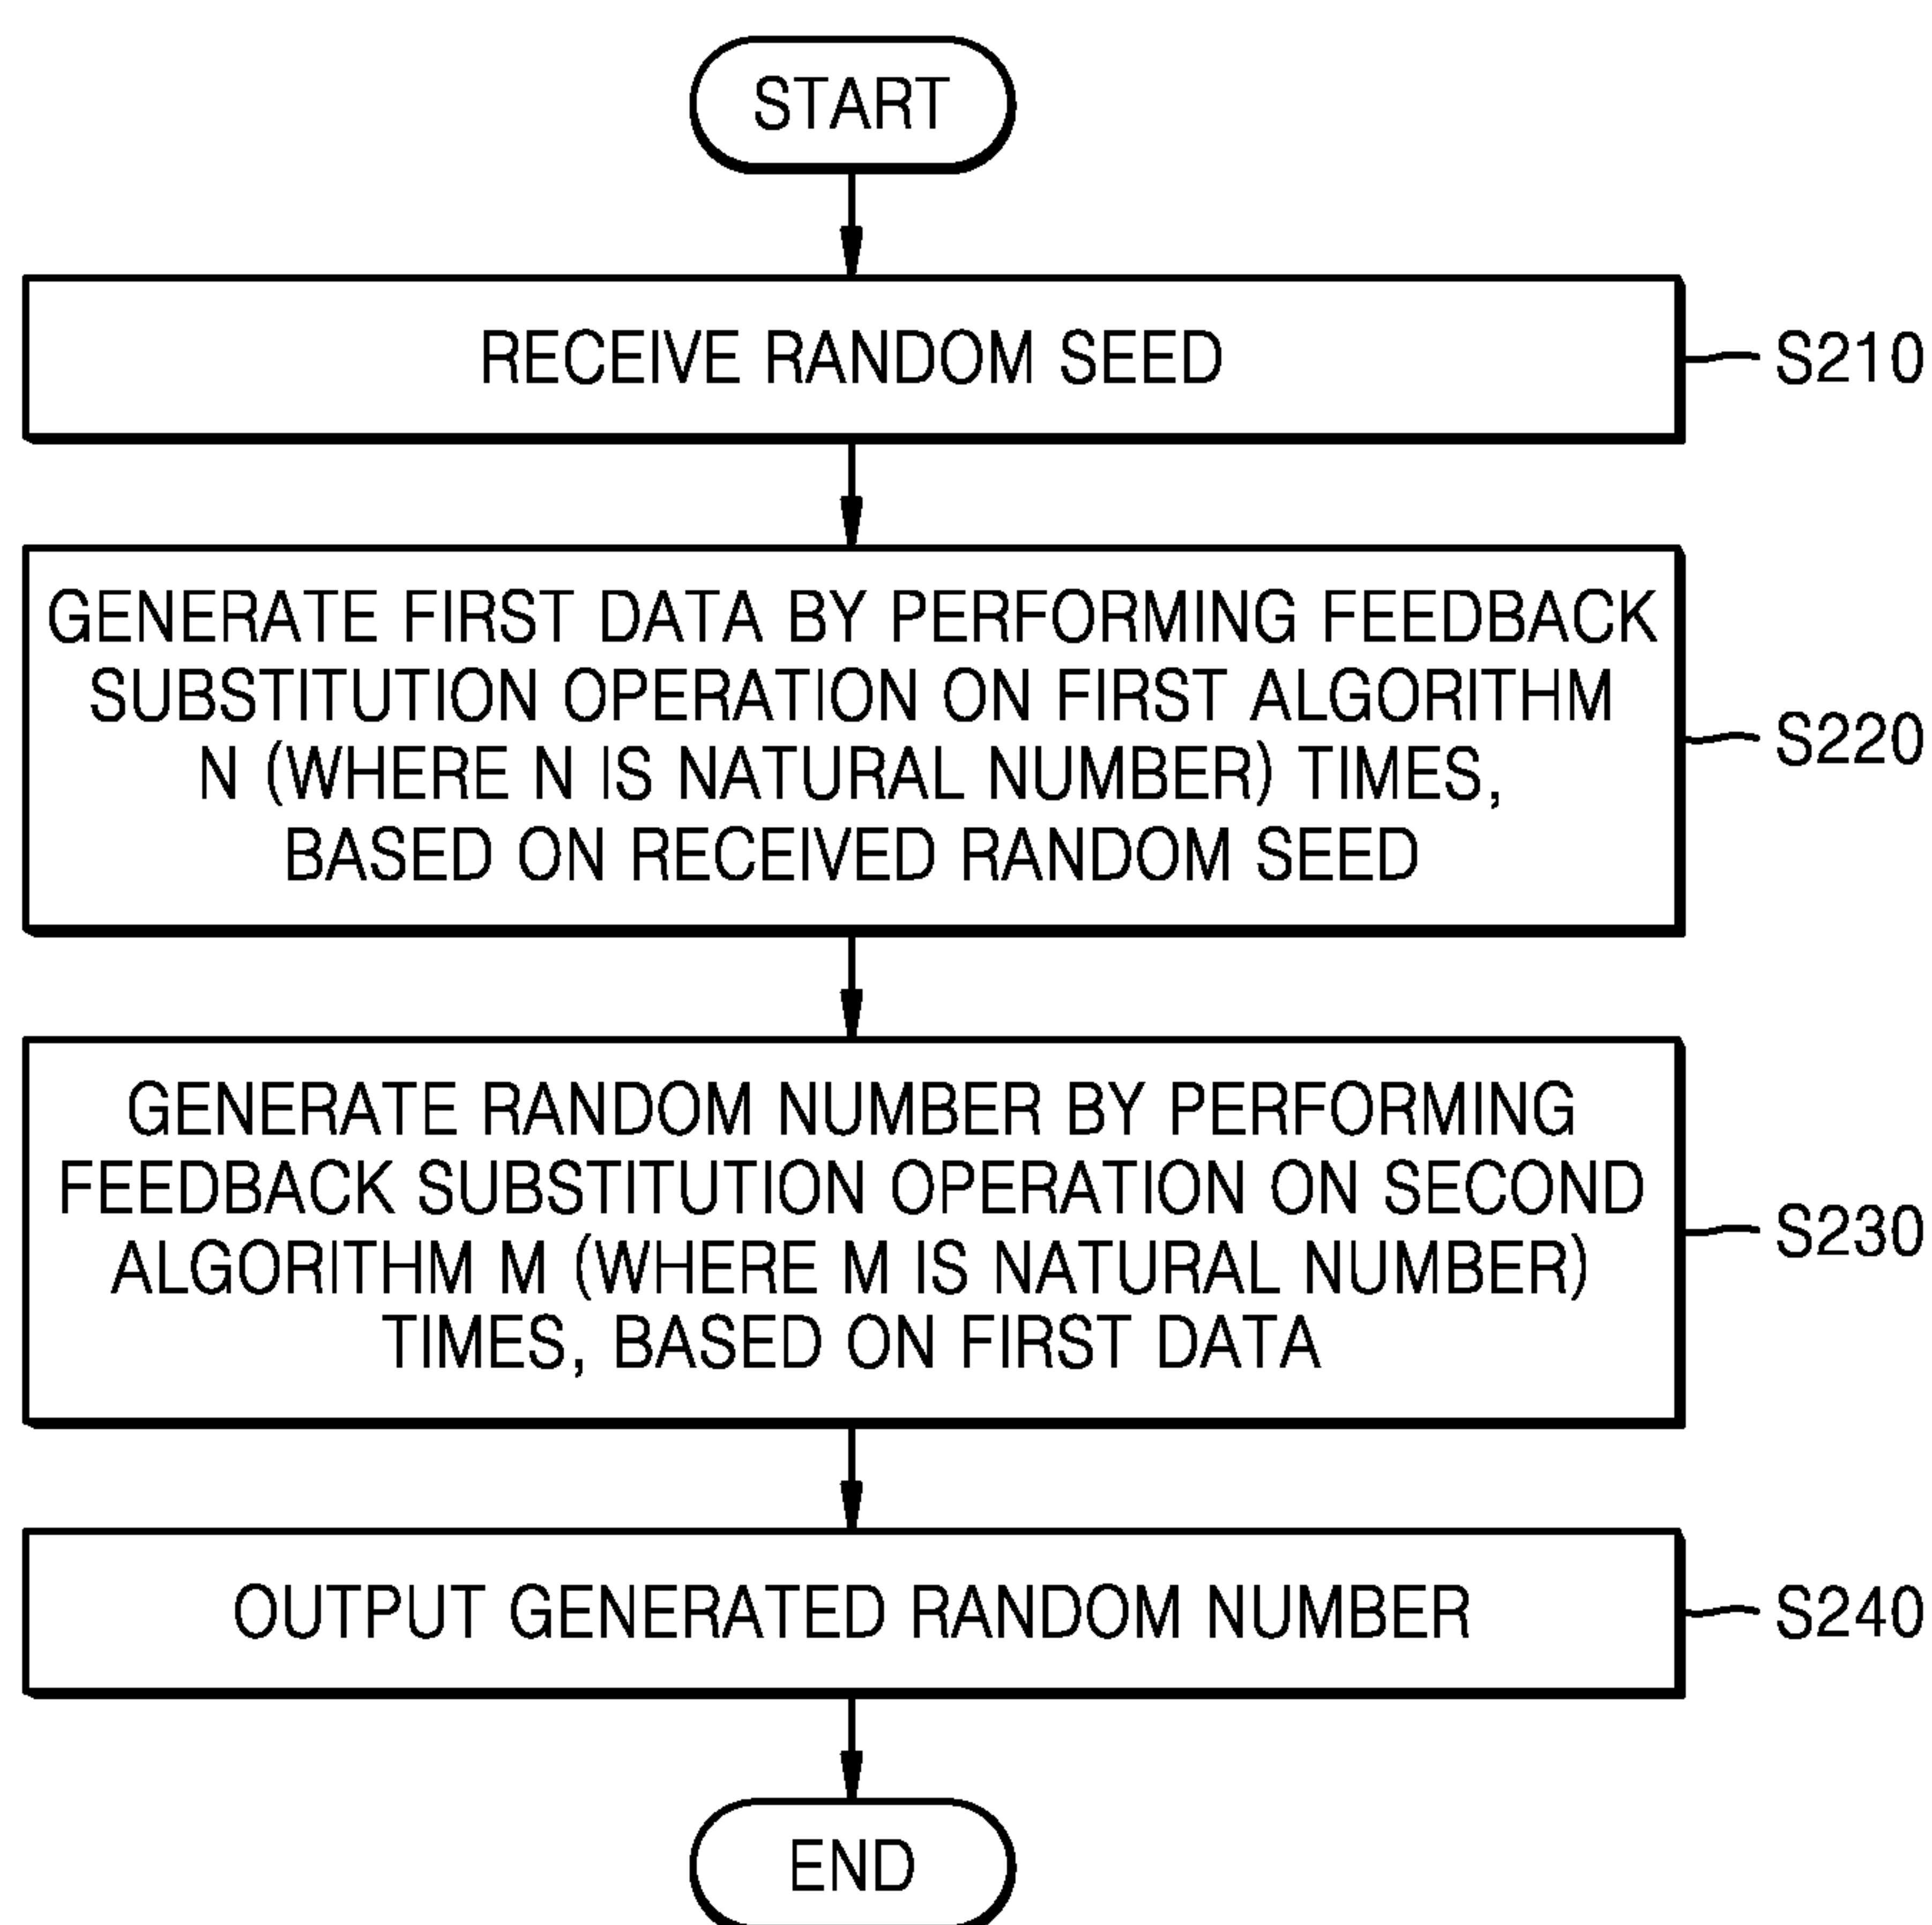 START
RECEIVE RANDOM SEED
S210
GENERATE FIRST DATA BY PERFORMING FEEDBACK
SUBSTITUTION OPERATION ON FIRST ALGORITHM
N (WHERE N IS NATURAL NUMBER) TIMES,
BASED ON RECEIVED RANDOM SEED
S220
GENERATE RANDOM NUMBER BY PERFORMING
FEEDBACK SUBSTITUTION OPERATION ON SECOND
ALGORITHM M (WHERE M IS NATURAL NUMBER)
TIMES, BASED ON FIRST DATA
S230
OUTPUT GENERATED RANDOM NUMBER
S240
END